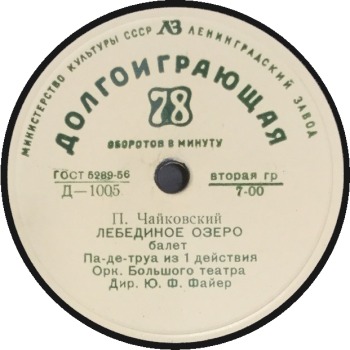 МИНИСТЕРСТВО КУЛЬТУРЫ СССР ЛЗ ЛЕНИНГРАДСКИЙ ЗАВОД
ДОЛГОИГРАЮЩАЯ
78
ОБОРОТОВ В МИНУТУ
ГОСТ 5289-56
Д—1005
вторая гр
7-00
П. Чайковский
ЛЕБЕДИНОЕ ОЗЕРО
балет
Па-де-труа из 1 действия
Орк. Большого театра
Дир. Ю. Ф. Файер